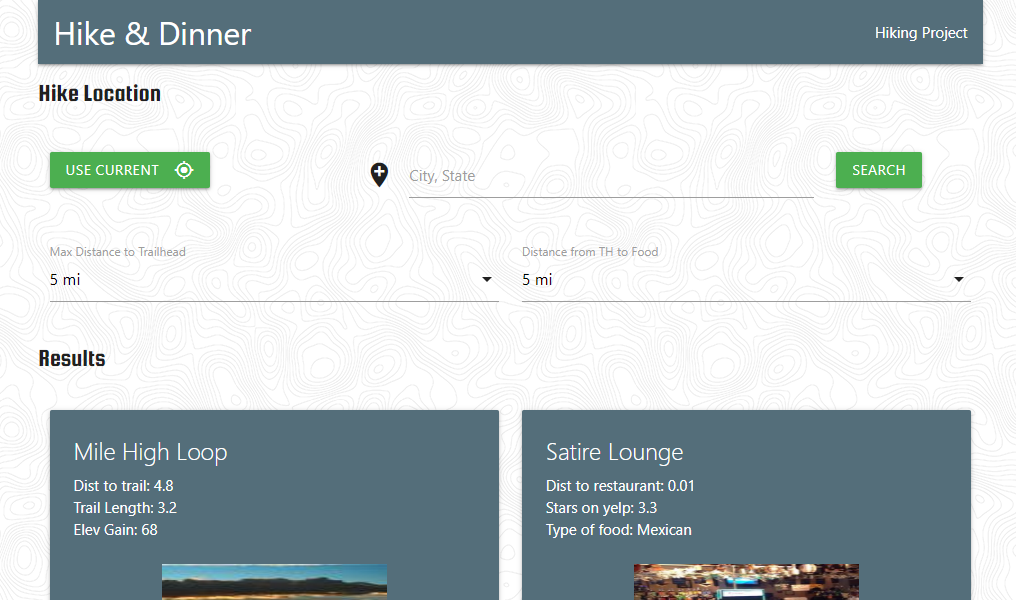 Hike & Dinner
Hiking Project
Hike Location
USE CURRENT
City, State
SEARCH
Max Distance to Trailhead
Distance from TH to Food
5 mi
5 mi
Results
Mile High Loop
Dist to trail: 4.8
Trail Length: 3.2
Elev Gain: 68
Satire Lounge
Dist to restaurant: 0.01
Stars on yelp: 3.3
Type of food: Mexican